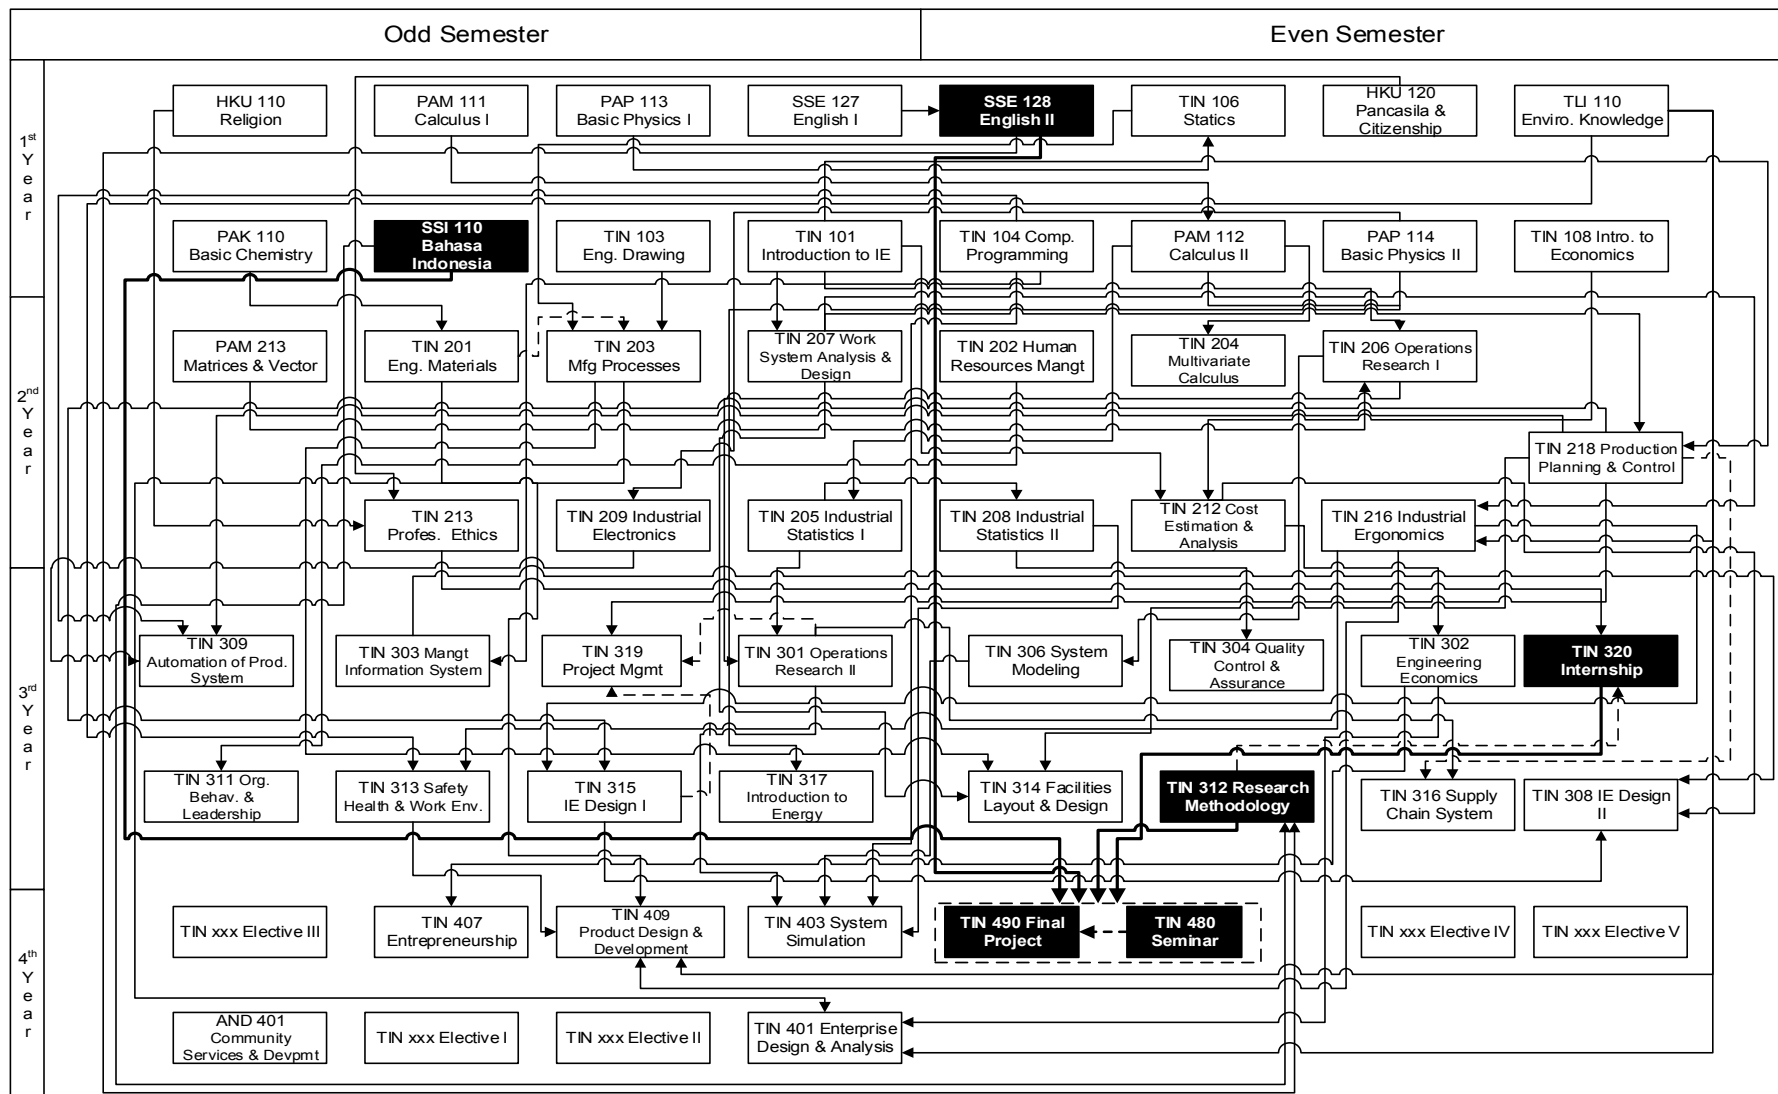 Odd Semester
Even Semester
1st
Y
e
a
r
HKU 110
Religion
PAM 111
Calculus I
PAP 113
Basic Physics I
SSE 127
English I
SSE 128
English II
TIN 106
Statics
HKU 120
Pancasila &
Citizenship
TLI 110
Enviro. Knowledge
PAK 110
Basic Chemistry
SSI 110
Bahasa
Indonesia
TIN 103
Eng. Drawing
TIN 101
Introduction to IE
TIN 104 Comp.
Programming
PAM 112
Calculus II
PAP 114
Basic Physics II
TIN 108 Intro. to
Economics
2nd
Y
e
a
r
PAM 213
Matrices & Vector
TIN 201
Eng. Materials
TIN 203
Mfg Processes
TIN 207 Work
System Analysis &
Design
TIN 202 Human
Resources Mangt
TIN 204
Multivariate
Calculus
TIN 206 Operations
Research I
TIN 218 Production
Planning & Control
TIN 213
Profes. Ethics
TIN 209 Industrial
Electronics
TIN 205 Industrial
Statistics I
TIN 208 Industrial
Statistics II
TIN 212 Cost
Estimation &
Analysis
TIN 216 Industrial
Ergonomics
3rd
Y
e
a
r
TIN 309
Automation of Prod.
System
TIN 303 Mangt
Information System
TIN 319
Project Mgmt
TIN 301 Operations
Research II
TIN 306 System
Modeling
TIN 304 Quality
Control &
Assurance
TIN 302
Engineering
Economics
TIN 320
Internship
TIN 311 Org.
Behav. &
Leadership
TIN 313 Safety
Health & Work Env.
TIN 315
IE Design I
TIN 317
Introduction to
Energy
TIN 314 Facilities
Layout & Design
TIN 312 Research
Methodology
TIN 316 Supply
Chain System
TIN 308 IE Design
II
4th
Y
e
a
r
TIN xxx Elective III
TIN 407
Entrepreneurship
TIN 409
Product Design &
Development
TIN 403 System
Simulation
TIN 490 Final
Project
TIN 480
Seminar
TIN xxx Elective IV
TIN xxx Elective V
AND 401
Community
Services & Devpmt
TIN xxx Elective I
TIN xxx Elective II
TIN 401 Enterprise
Design & Analysis